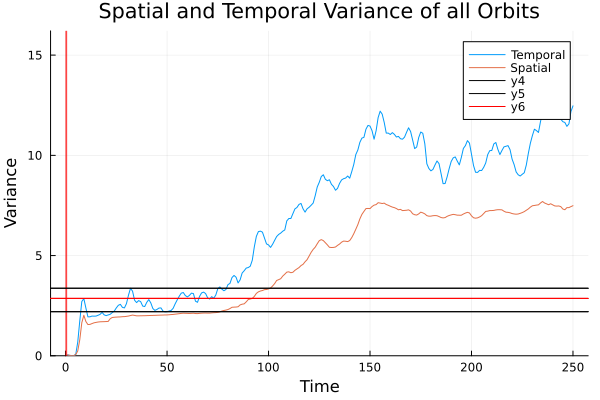 Spatial and Temporal Variance of all Orbits
Temporal
Spatial
y4
y5
y6
Variance
15
10
5
0
0 50 100 150 200 250
Time